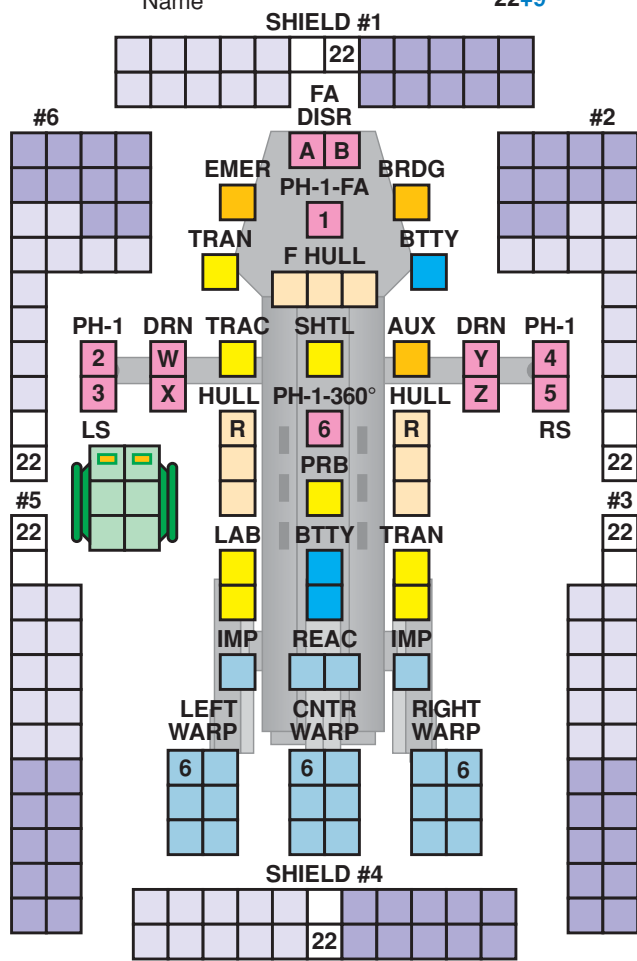 Name 22+9
SHIELD #1
22
FA
#6 DISR #2
A B
EMER PH-1-FA BRDG
1
TRAN F HULL BTTY
PH-1 DRN TRAC SHTL AUX DRN PH-1
2 W Y 4
3 X HULL PH-1-360° HULL Z 5
LS R 6 R RS
PRB
22 22
#5 #3
22 22
LAB BTTY TRAN
IMP REAC IMP
LEFT CNTR RIGHT
WARP WARP WARP
6 6 6
SHIELD #4
22